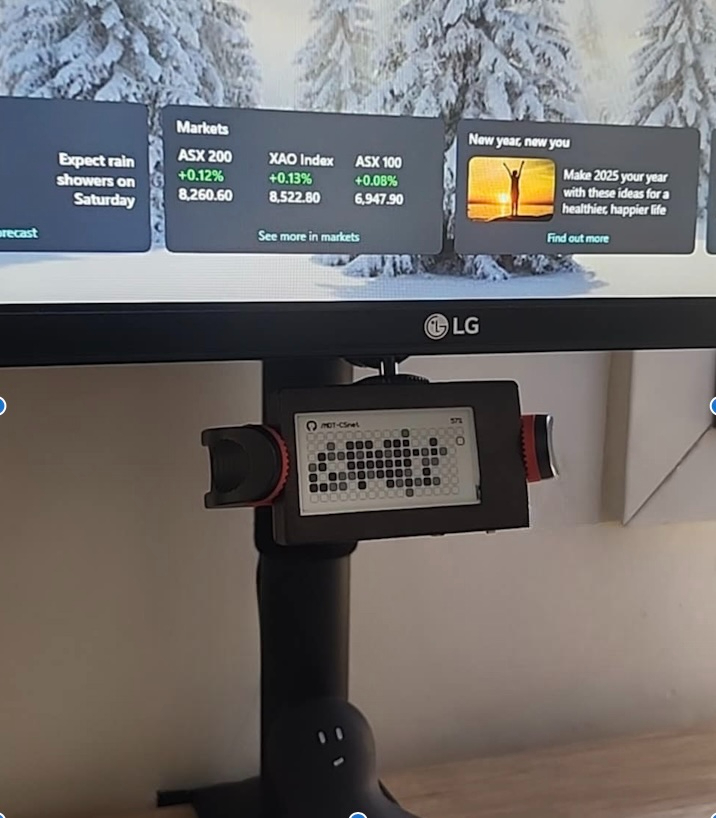 Expect rain
showers on
Saturday
recast
Markets
ASX 200
+0.12%
8,260.60
XAO Index
+0.13%
8,522.80
ASX 100
+0.08%
6,947.90
See more in markets
New year, new you
Make 2025 your year
with these ideas for a
healthier, happier life
Find out more
LG
57%